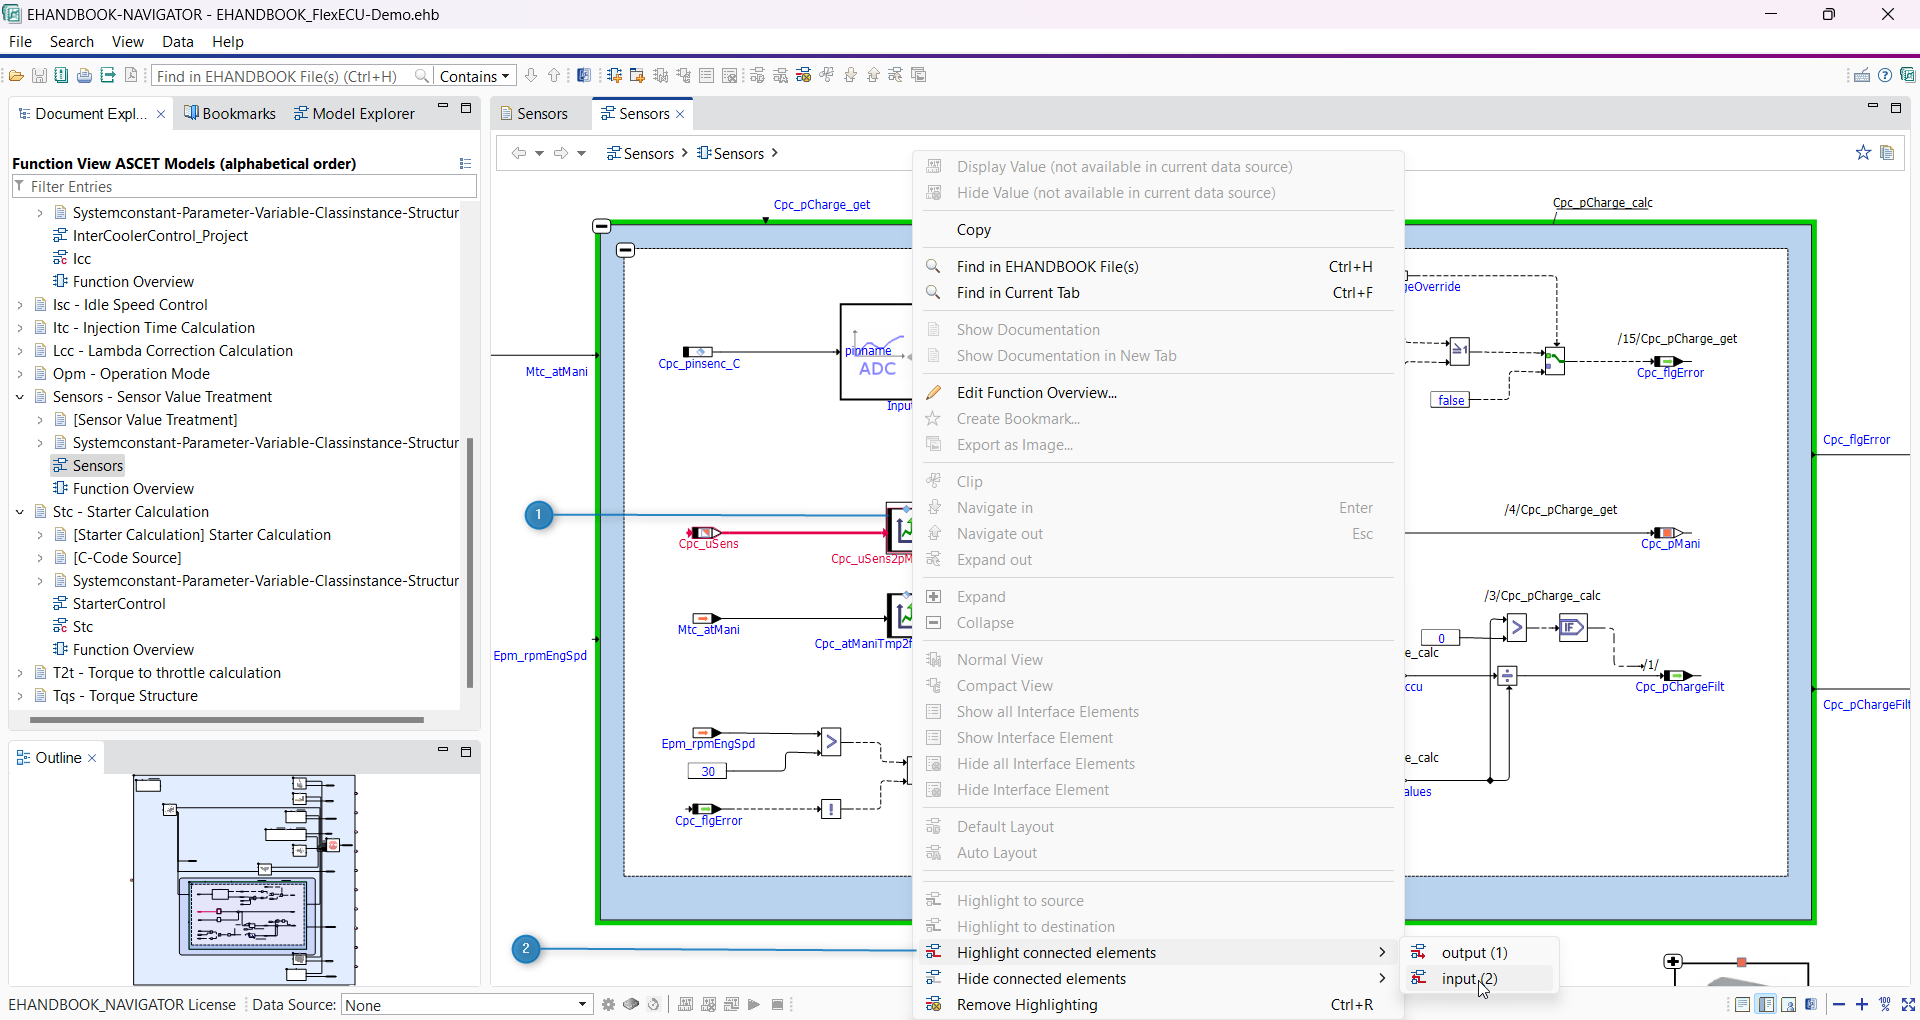 EHANDBOOK-NAVIGATOR - EHANDBOOK_FlexECU-Demo.ehb
File Search View Data Help
Find in EHANDBOOK File(s) (Ctrl+H) Contains
Document Expl... Bookmarks Model Explorer
Sensors Sensors
Function View ASCET Models (alphabetical order)
Filter Entries
Systemconstant-Parameter-Variable-Classinstance-Structur
InterCoolerControl_Project
Icc
Function Overview
Isc - Idle Speed Control
Itc - Injection Time Calculation
Lcc - Lambda Correction Calculation
Opm - Operation Mode
Sensors - Sensor Value Treatment
[Sensor Value Treatment]
Systemconstant-Parameter-Variable-Classinstance-Structur
Sensors
Function Overview
Stc - Starter Calculation
[Starter Calculation] Starter Calculation
[C-Code Source]
Systemconstant-Parameter-Variable-Classinstance-Structur
StarterControl
Stc
Function Overview
T2t - Torque to throttle calculation
Tqs - Torque Structure
Outline
Sensors Sensors
Cpc_pCharge_get
Cpc_pCharge_calc
Mtc_atMani
Cpc_pinsenc_C
pinname
ADC
Input
1
Cpc_uSens
Cpc_uSens2pM
Mtc_atMani
Cpc_atManiTmp2f
Epm_rpmEngSpd
Epm_rpmEngSpd
>
30
!
Cpc_flgError
2
Display Value (not available in current data source)
Hide Value (not available in current data source)
Copy
Find in EHANDBOOK File(s) Ctrl+H
Find in Current Tab Ctrl+F
Show Documentation
Show Documentation in New Tab
Edit Function Overview...
Create Bookmark...
Export as Image...
Clip
Navigate in Enter
Navigate out Esc
Expand out
Expand
Collapse
Normal View
Compact View
Show all Interface Elements
Show Interface Element
Hide all Interface Elements
Hide Interface Element
Default Layout
Auto Layout
Highlight to source
Highlight to destination
Highlight connected elements
Hide connected elements
Remove Highlighting Ctrl+R
output (1)
input (2)
geOverride
≥1
false
/15/Cpc_pCharge_get
Cpc_flgError
Cpc_flgError
/4/Cpc_pCharge_get
Cpc_pMani
/3/Cpc_pCharge_calc
0
>
IF
e_calc
ccu
÷
/1/
Cpc_pChargeFilt
Cpc_pChargeFilt
e_calc
alues
EHANDBOOK_NAVIGATOR License Data Source: None
100 %